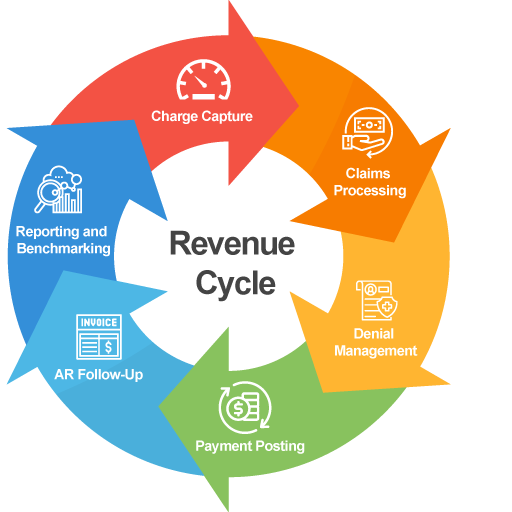 Charge Capture
Claims
Processing
Denial
Management
Payment Posting
INVOICE
$
AR Follow-Up
Reporting and
Benchmarking
Revenue
Cycle
$